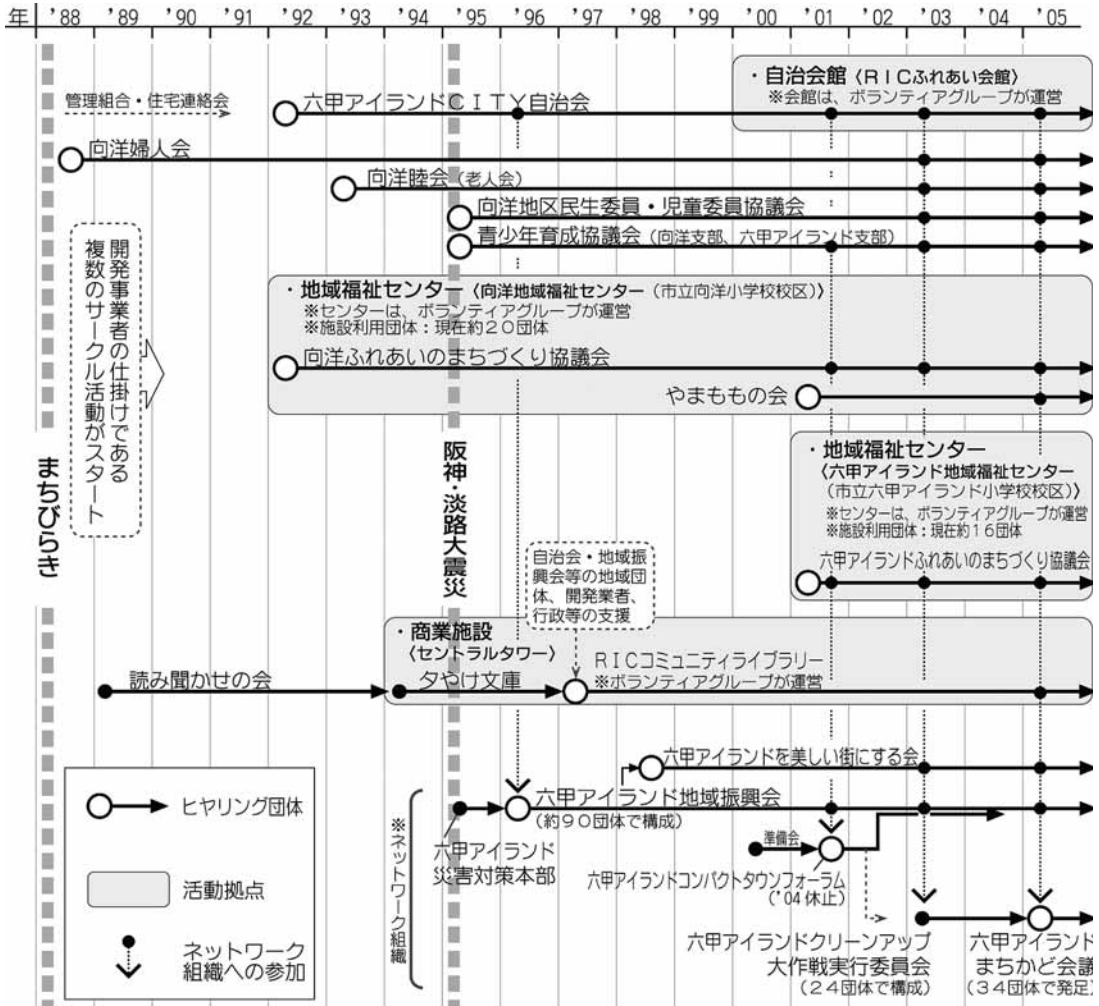 年 '88 '89 '90 '91 '92 '93 '94 '95 '96 '97 '98 '99 '00 '01 '02 '03 '04 '05
・自治会館〈RICふれあい会館〉
※会館は、ボランティアグループが運営
管理組合・住宅連絡会
六甲アイランドCITY自治会
向洋婦人会
向洋睦会(老人会)
向洋地区民生委員・児童委員協議会
青少年育成協議会(向洋支部、六甲アイランド支部)
開発事業者の仕掛けである
複数のサークル活動がスタート
・地域福祉センター〈向洋地域福祉センター(市立向洋小学校校区)〉
※センターは、ボランティアグループが運営
※施設利用団体:現在約20団体
向洋ふれあいのまちづくり協議会
やまももの会
まちびらき
阪神・淡路大震災
・地域福祉センター
〈六甲アイランド地域福祉センター
(市立六甲アイランド小学校校区)〉
※センターは、ボランティアグループが運営
※施設利用団体:現在約16団体
六甲アイランドふれあいのまちづくり協議会
自治会・地域振
興会等の地域団
体、開発業者、
行政等の支援
・商業施設
〈セントラルタワー〉
読み聞かせの会
夕やけ文庫
RICコミュニティライブラリー
※ボランティアグループが運営
六甲アイランドを美しい街にする会
六甲アイランド地域振興会
(約90団体で構成)
※ネットワーク組織
六甲アイランド
災害対策本部
準備会
六甲アイランドコンパクトタウンフォーラム
('04休止)
六甲アイランドクリーンアップ
大作戦実行委員会
(24団体で構成)
六甲アイランド
まちかど会議
(34団体で発足)
ヒヤリング団体
活動拠点
ネットワーク
組織への参加